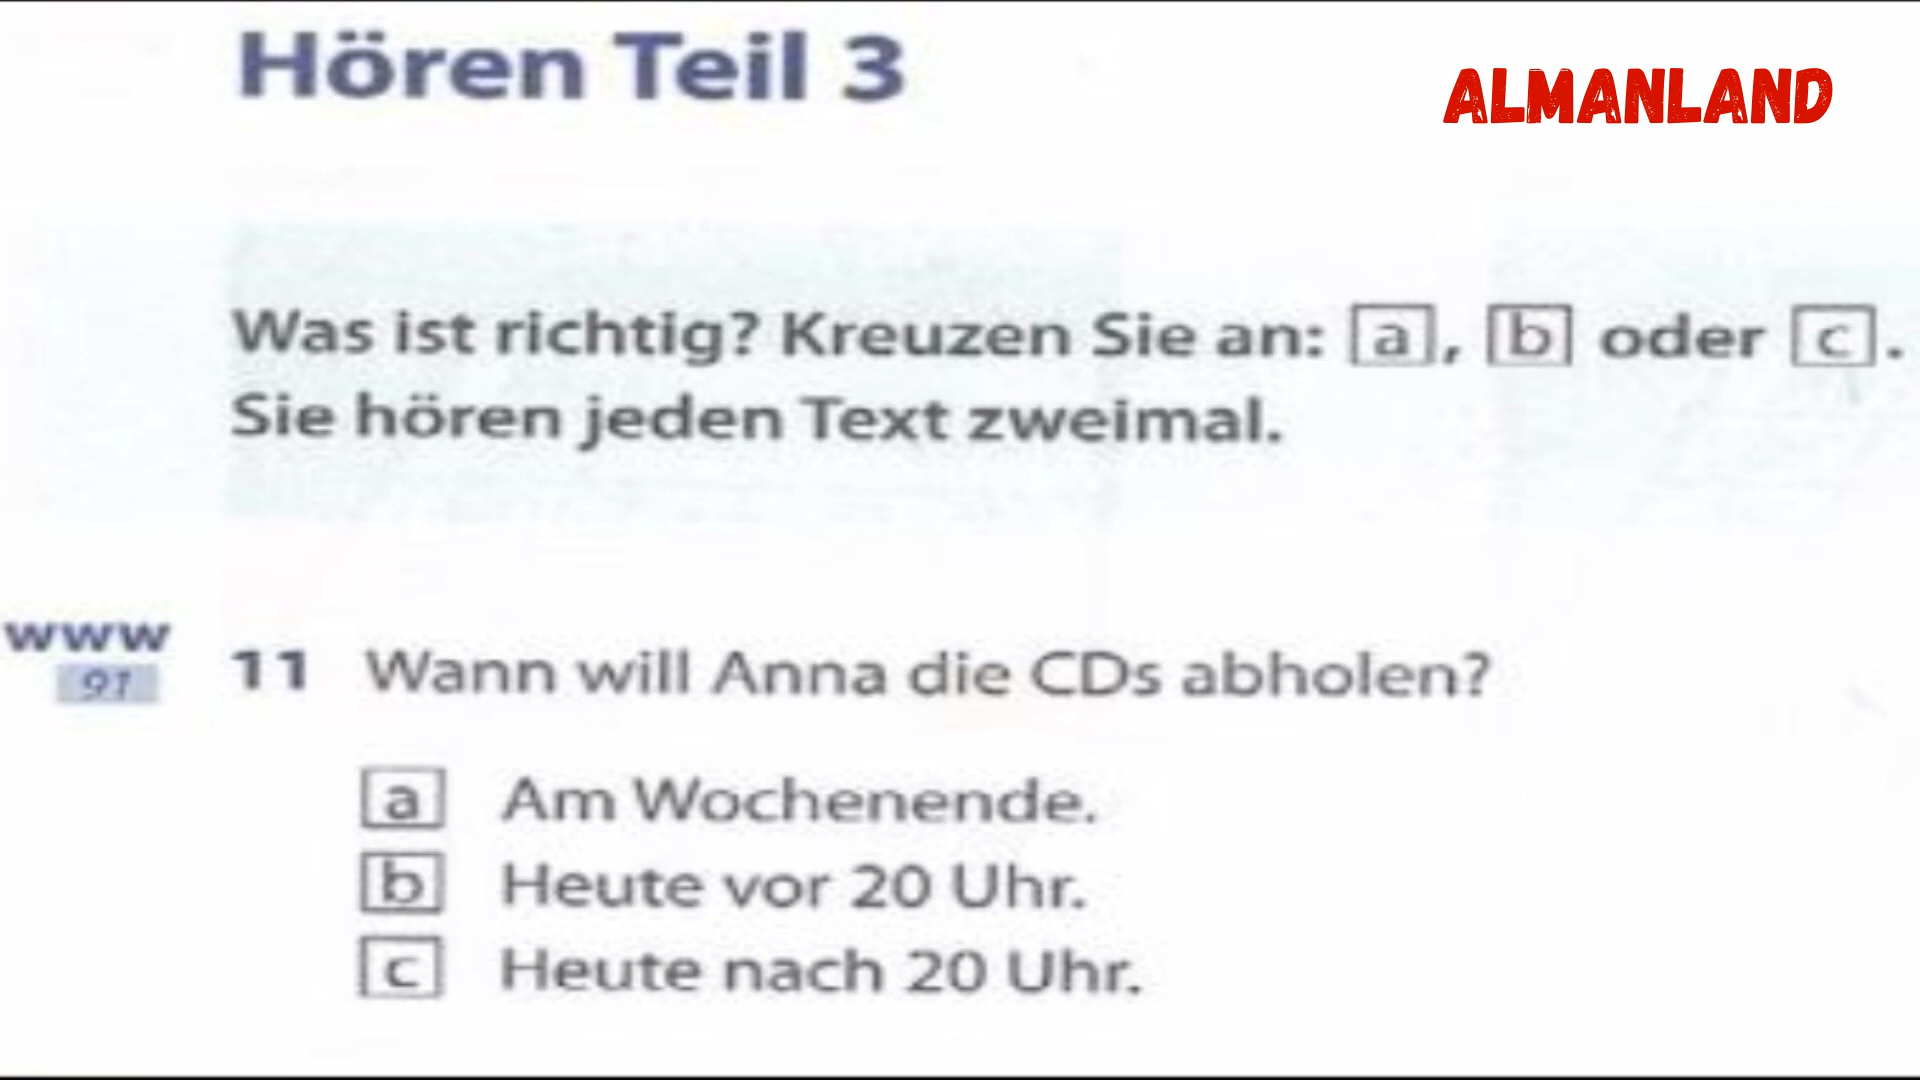 Hören Teil 3
ALMANLAND
Was ist richtig? Kreuzen Sie an: a, b oder c.
Sie hören jeden Text zweimal.
www
91
11 Wann will Anna die CDs abholen?
a Am Wochenende.
b Heute vor 20 Uhr.
c Heute nach 20 Uhr.